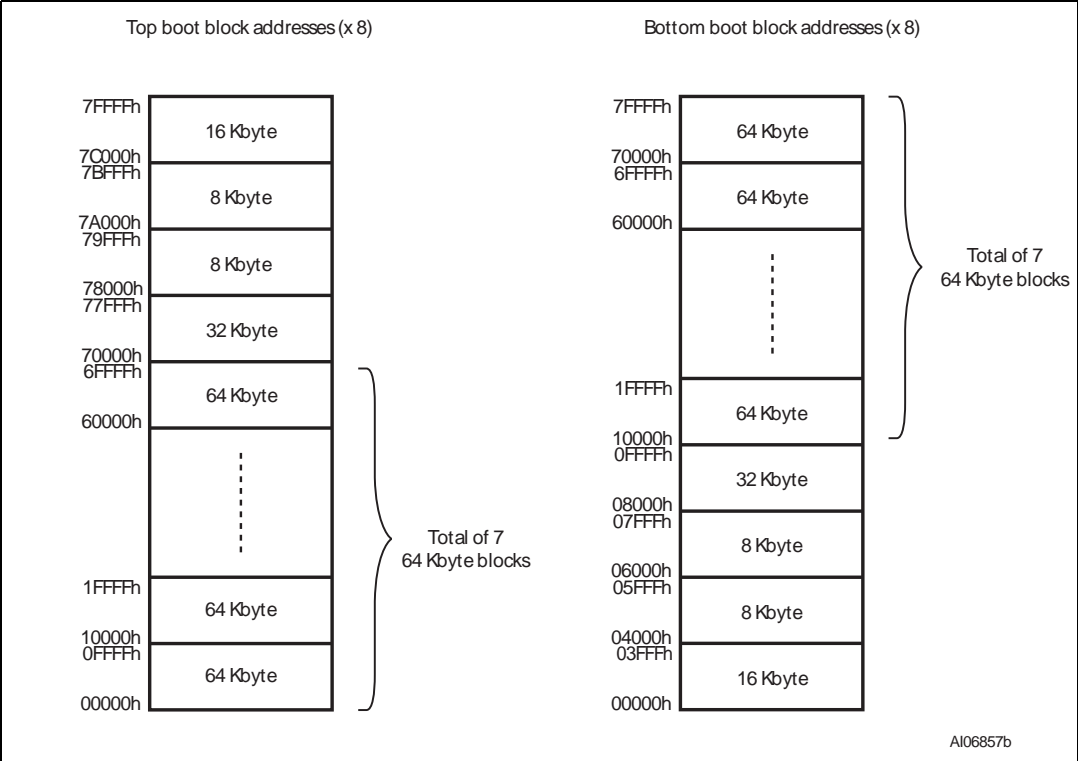 Top boot block addresses (x 8)
7FFFFh
16 Kbyte
7C000h
7BFFFh
8 Kbyte
7A000h
79FFFh
8 Kbyte
78000h
77FFFh
32 Kbyte
70000h
6FFFFh
64 Kbyte
60000h
Total of 7
64 Kbyte blocks
1FFFFh
64 Kbyte
10000h
0FFFFh
64 Kbyte
00000h
Bottom boot block addresses (x 8)
7FFFFh
64 Kbyte
70000h
6FFFFh
64 Kbyte
60000h
Total of 7
64 Kbyte blocks
1FFFFh
64 Kbyte
10000h
0FFFFh
32 Kbyte
08000h
07FFFh
8 Kbyte
06000h
05FFFh
8 Kbyte
04000h
03FFFh
16 Kbyte
00000h
AI06857b